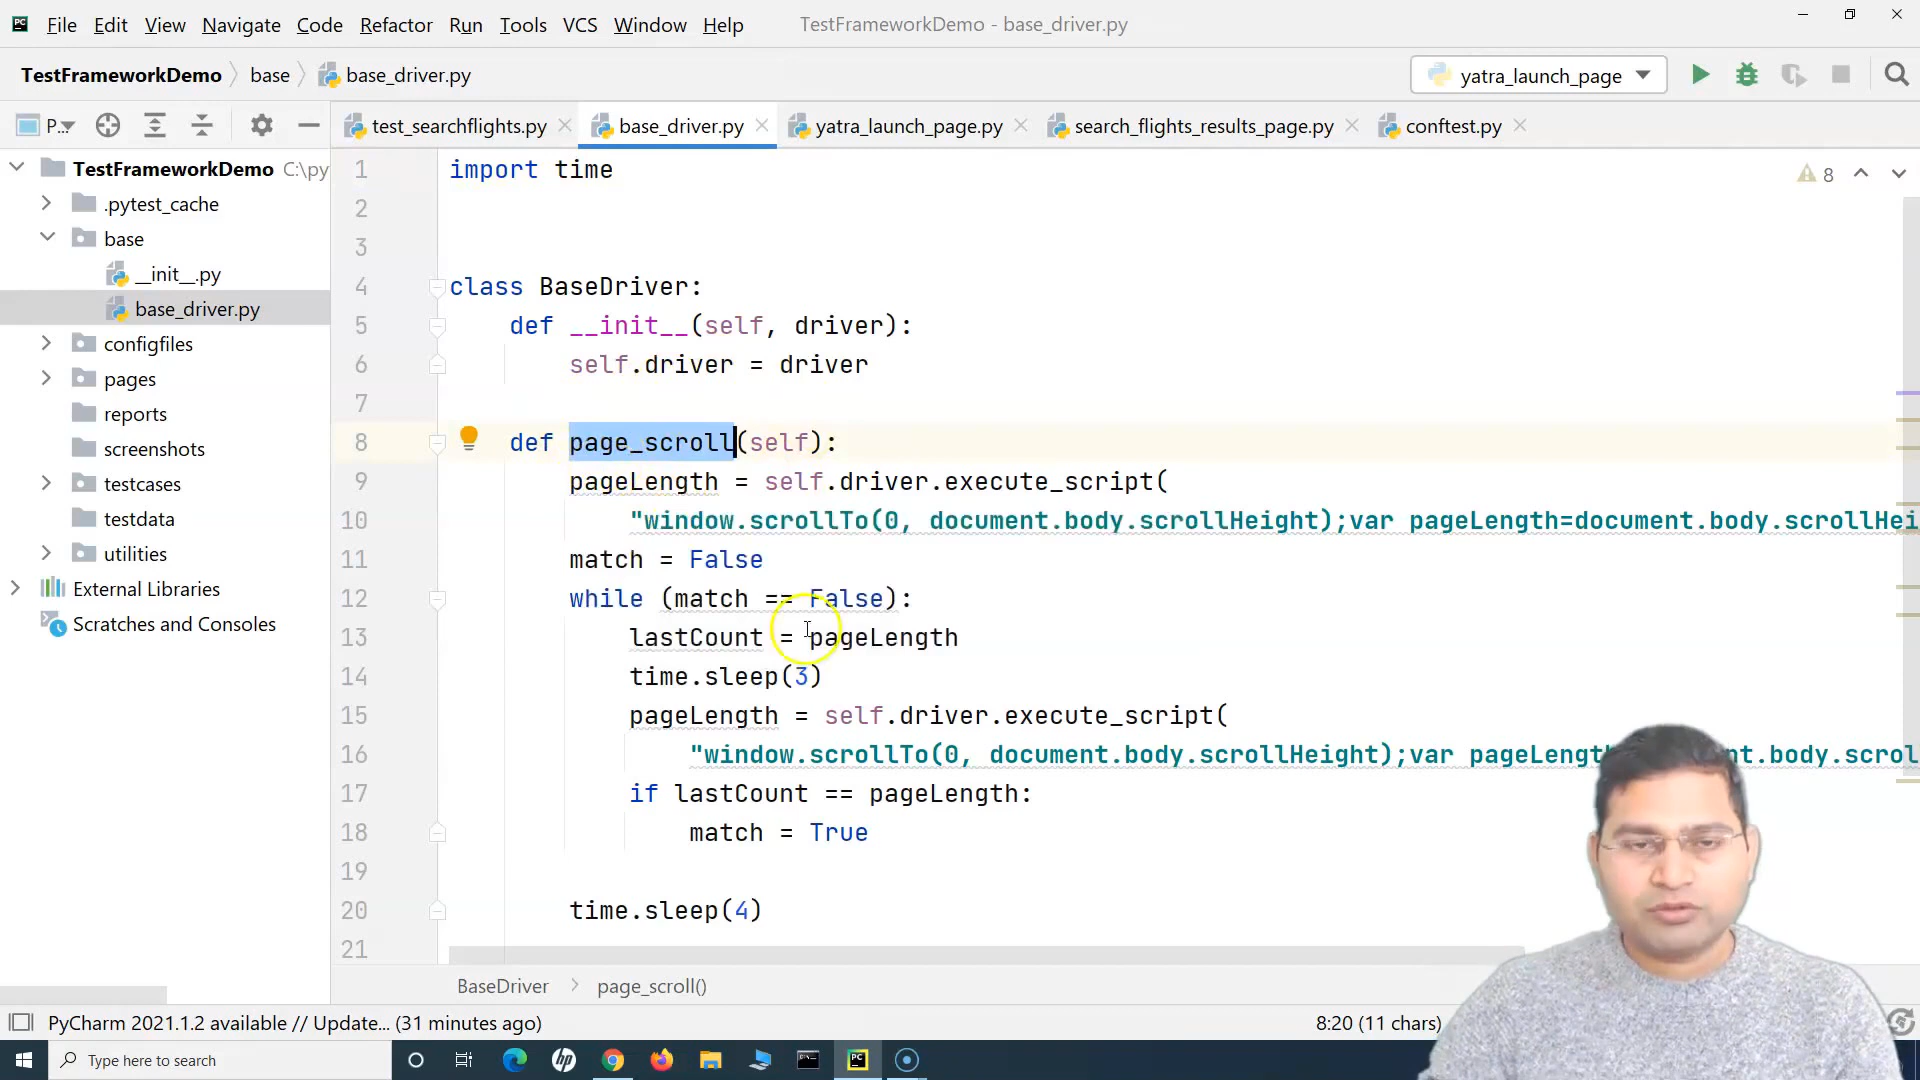 File Edit View Navigate Code Refactor Run Tools VCS Window Help TestFrameworkDemo - base_driver.py
TestFrameworkDemo base base_driver.py yatra_launch_page
P... test_searchflights.py base_driver.py yatra_launch_page.py search_flights_results_page.py conftest.py
TestFrameworkDemo C:\py
.pytest_cache
base
__init__.py
base_driver.py
configfiles
pages
reports
screenshots
testcases
testdata
utilities
External Libraries
Scratches and Consoles
8
1 import time
2
3
4 class BaseDriver:
5 def __init__(self, driver):
6 self.driver = driver
7
8 def page_scroll(self):
9 pageLength = self.driver.execute_script(
10 "window.scrollTo(0, document.body.scrollHeight);var pageLength=document.body.scrollHei
11 match = False
12 while (match == False):
13 lastCount = pageLength
14 time.sleep(3)
15 pageLength = self.driver.execute_script(
16 "window.scrollTo(0, document.body.scrollHeight);var pageLengt nt.body.scrol
17 if lastCount == pageLength:
18 match = True
19
20 time.sleep(4)
21
BaseDriver page_scroll()
PyCharm 2021.1.2 available // Update... (31 minutes ago) 8:20 (11 chars)
Type here to search